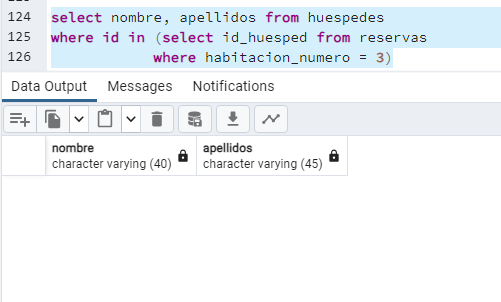 124 select nombre, apellidos from huespedes
125 where id in (select id_huesped from reservas
126 where habitacion_numero = 3)
Data Output Messages Notifications
nombre apellidos
character varying (40) character varying (45)